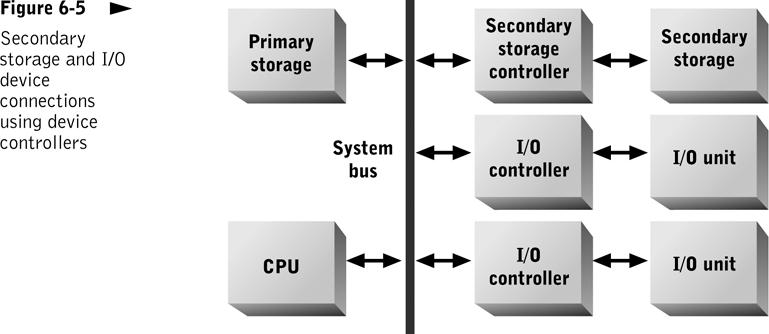 Figure 6-5
Secondary
storage and I/O
device
connections
using device
controllers
Primary
storage
Secondary
storage
controller
Secondary
storage
System
bus
I/O
controller
I/O unit
CPU
I/O
controller
I/O unit